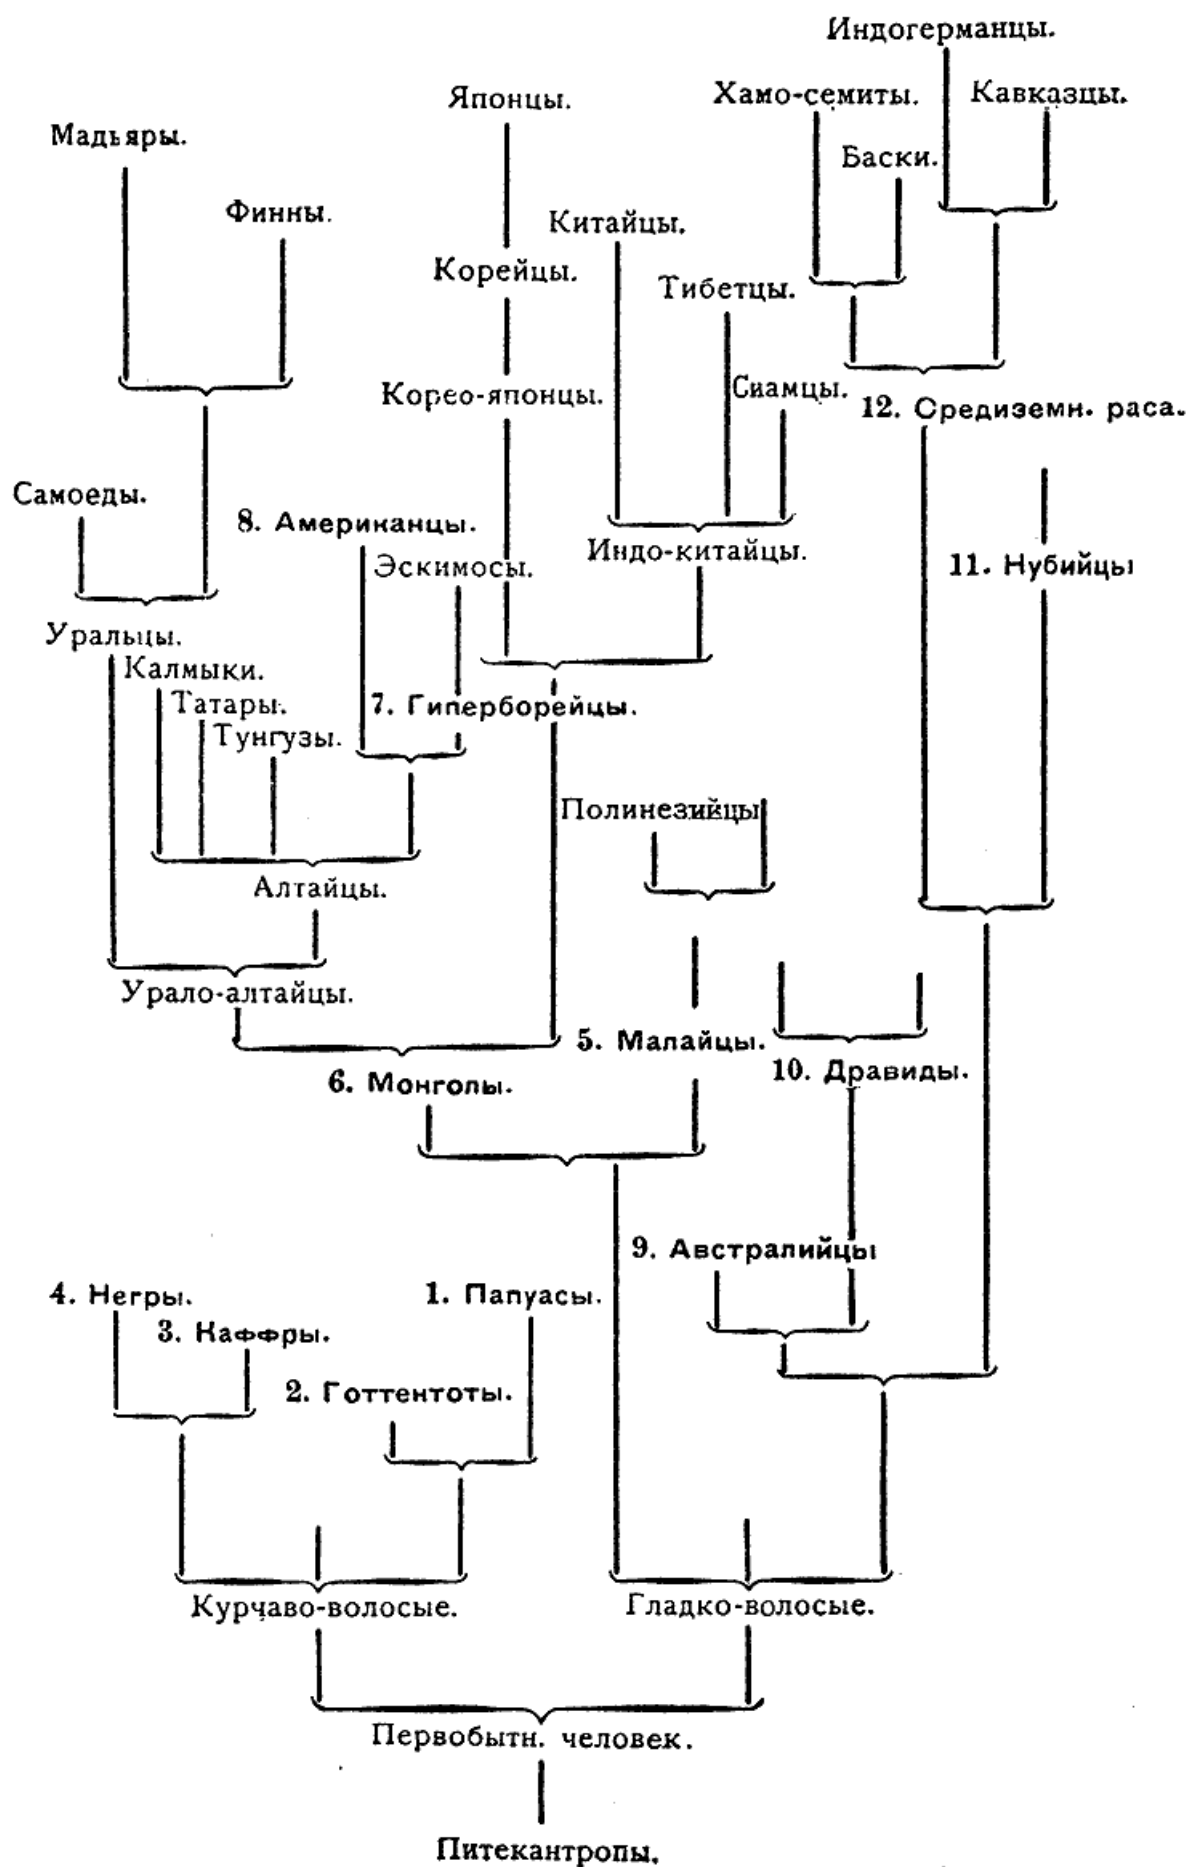 Индогерманцы.
Хамо-семиты.
Кавказцы.
Японцы.
Мадьяры.
Баски.
Финны.
Китайцы.
Корейцы.
Тибетцы.
Корео-японцы.
Сиамцы.
12. Средиземн. раса.
Самоеды.
8. Американцы.
Индо-китайцы.
Эскимосы.
11. Нубийцы
Уральцы.
Калмыки.
Татары.
7. Гиперборейцы.
Тунгузы.
Полинезийцы
Алтайцы.
Урало-алтайцы.
5. Малайцы.
10. Дравиды.
6. Монголы.
9. Австралийцы
4. Негры.
1. Папуасы.
3. Каффры.
2. Готтентоты.
Курчаво-волосые.
Гладко-волосые.
Первобытн. человек.
Питекантропы.